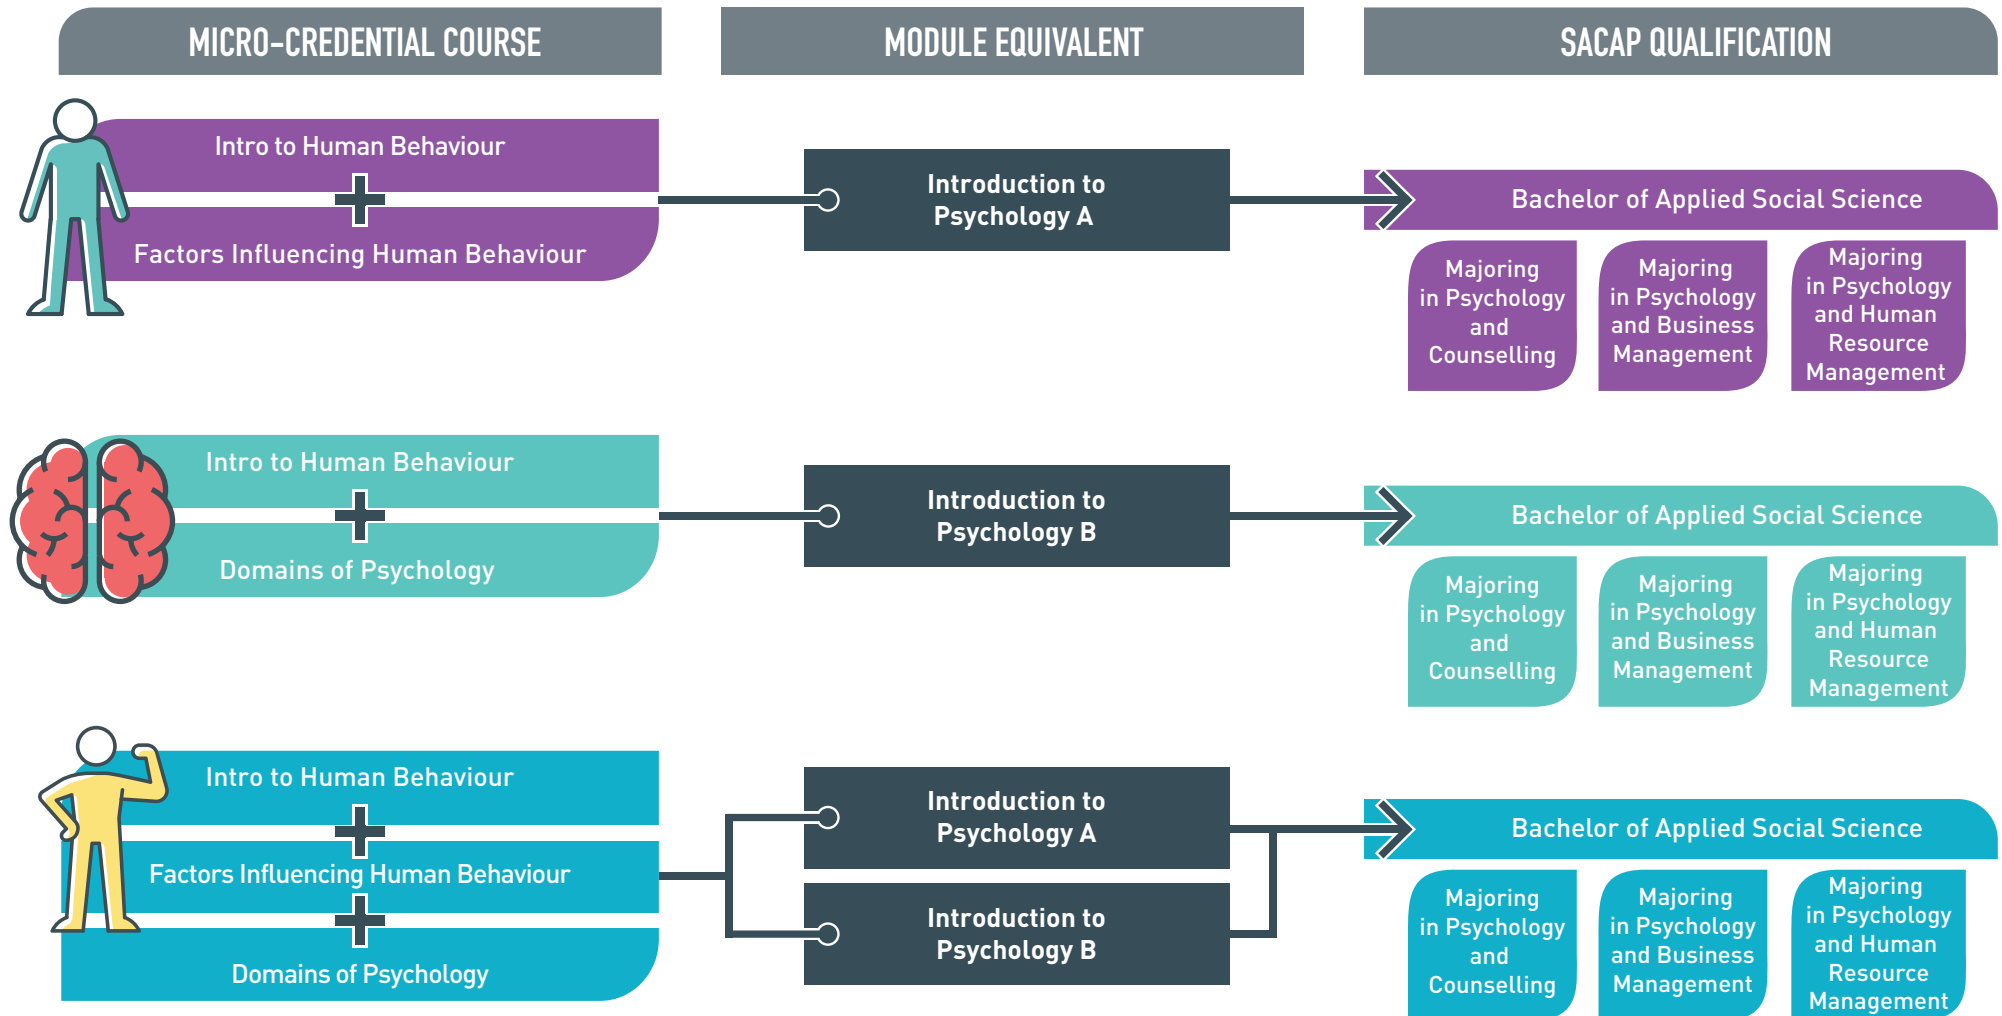 MICRO-CREDENTIAL COURSE
MODULE EQUIVALENT
SACAP QUALIFICATION
Intro to Human Behaviour
Factors Influencing Human Behaviour
Introduction to
Psychology A
Bachelor of Applied Social Science
Majoring
in Psychology
and
Counselling
Majoring
in Psychology
and Business
Management
Majoring
in Psychology
and Human
Resource
Management
Intro to Human Behaviour
Domains of Psychology
Introduction to
Psychology B
Bachelor of Applied Social Science
Majoring
in Psychology
and
Counselling
Majoring
in Psychology
and Business
Management
Majoring
in Psychology
and Human
Resource
Management
Intro to Human Behaviour
Factors Influencing Human Behaviour
Domains of Psychology
Introduction to
Psychology A
Introduction to
Psychology B
Bachelor of Applied Social Science
Majoring
in Psychology
and
Counselling
Majoring
in Psychology
and Business
Management
Majoring
in Psychology
and Human
Resource
Management